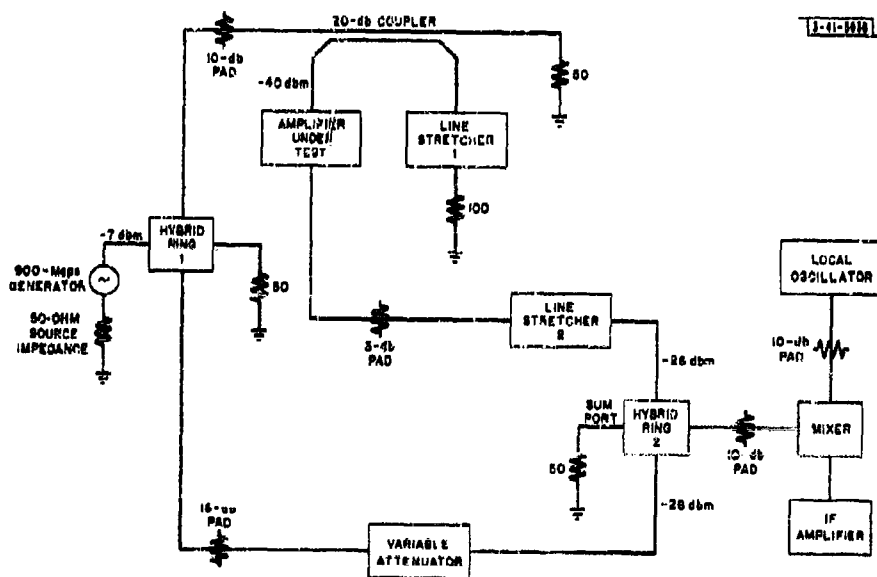 20-db COUPLER
10-db
PAD
-40 dbm
50
AMPLIFIER
UNDER
TEST
LINE
STRETCHER
1
100
-7 dbm
HYBRID
RING
1
900-Mcps
GENERATOR
50-OHM
SOURCE
IMPEDANCE
50
LOCAL
OSCILLATOR
3-db
PAD
LINE
STRETCHER
2
10-db
PAD
-26 dbm
SUM
PORT
HYBRID
RING
2
MIXER
50
10-db
PAD
-26 dbm
PAD
VARIABLE
ATTENUATOR
IF
AMPLIFIER